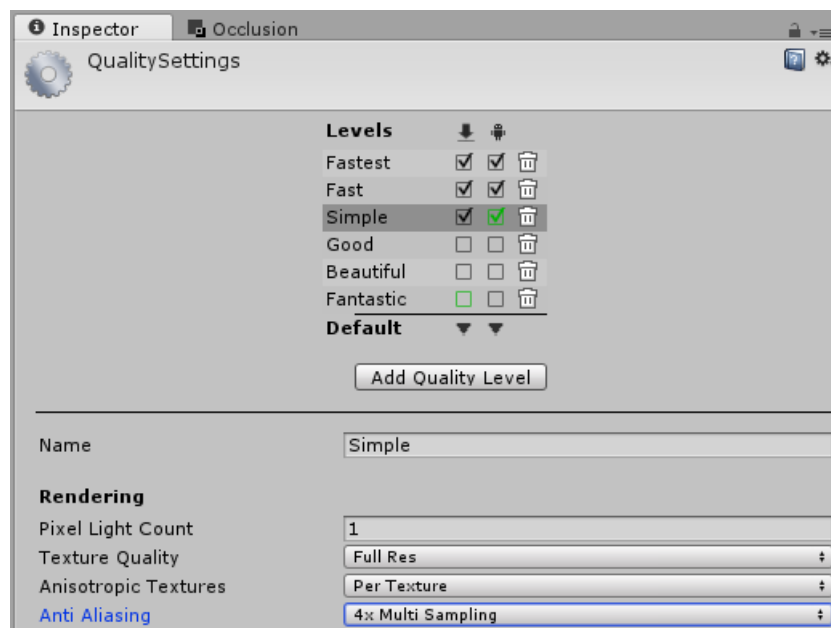 Inspector Occlusion
QualitySettings
Levels
Fastest
Fast
Simple
Good
Beautiful
Fantastic
Default
Add Quality Level
Name Simple
Rendering
Pixel Light Count 1
Texture Quality Full Res
Anisotropic Textures Per Texture
Anti Aliasing 4x Multi Sampling